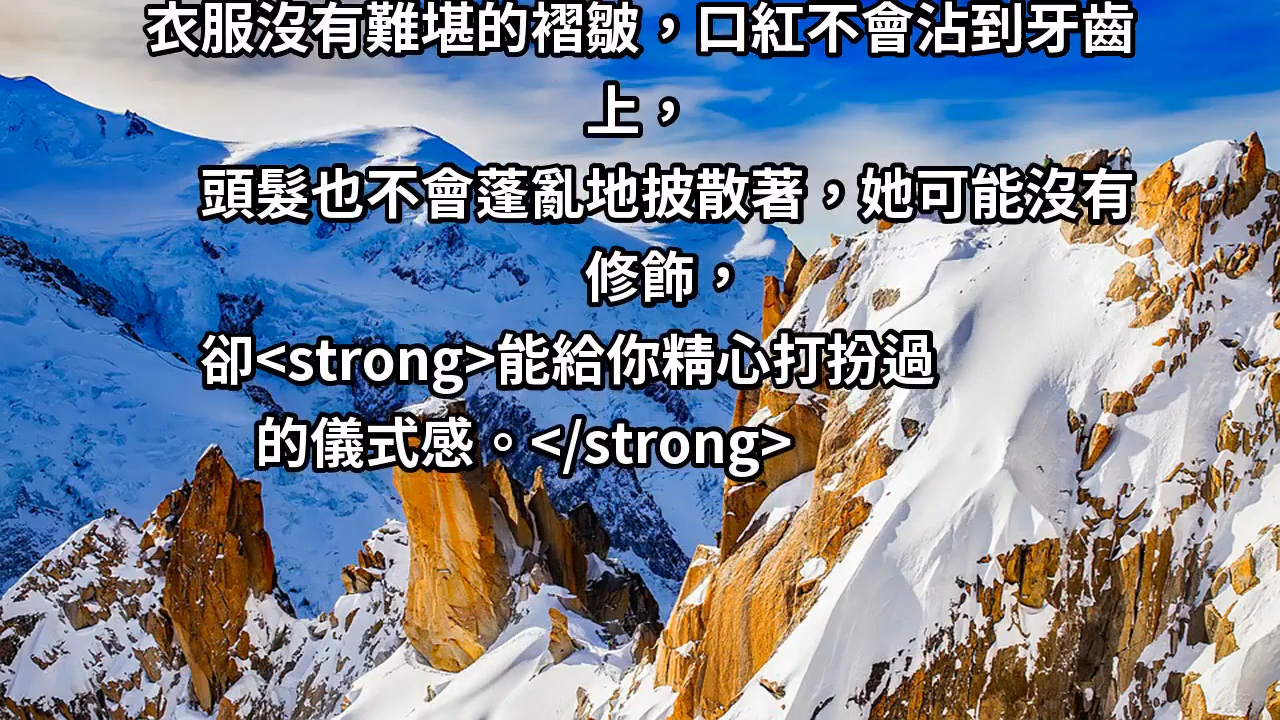 衣服沒有難堪的褶皺，口紅不會沾到牙齒
上，
頭髮也不會蓬亂地披散著，她可能沒有
修飾，
卻<strong>能給你精心打扮過
的儀式感。</strong>